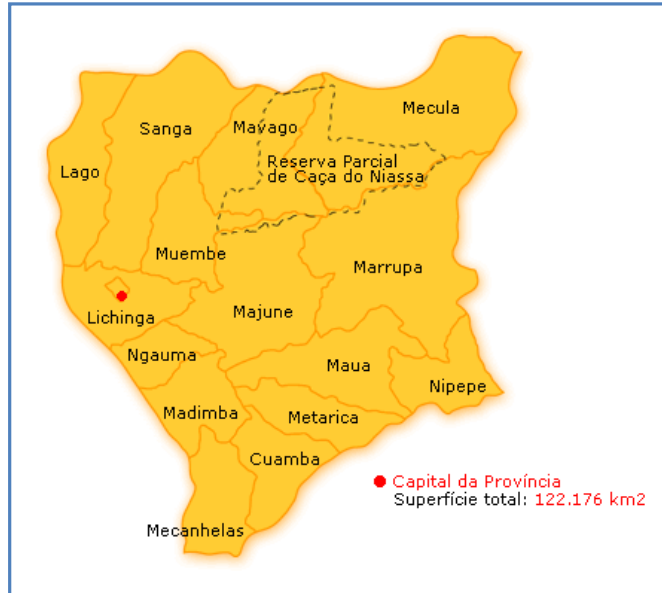 Mecula
Sanga
Mavago
Reserva Parcial
de Caça do Niassa
Lago
Muembe
Marrupa
Lichinga
Majune
Ngauma
Maua
Nipepe
Madimba
Metarica
Cuamba
Capital da Província
Superfície total: 122.176 km2
Mecanhelas